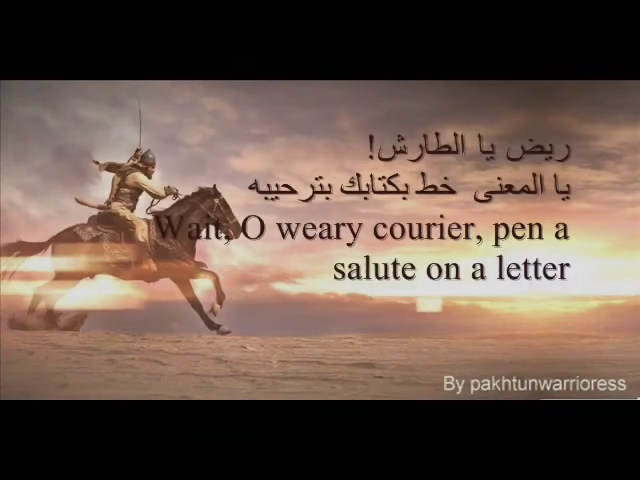 ريض يا الطارش!
يا المعنى خط بكتابك بترحيبه
Wait, O weary courier, pen a
salute on a letter
By pakhtunwarrioress